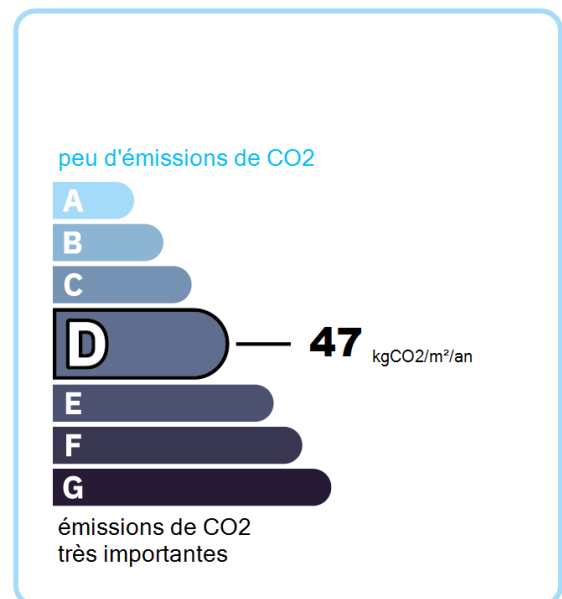 peu d'émissions de CO2
A
B
C
D 47 kgCO2/m²/an
E
F
G
émissions de CO2
très importantes